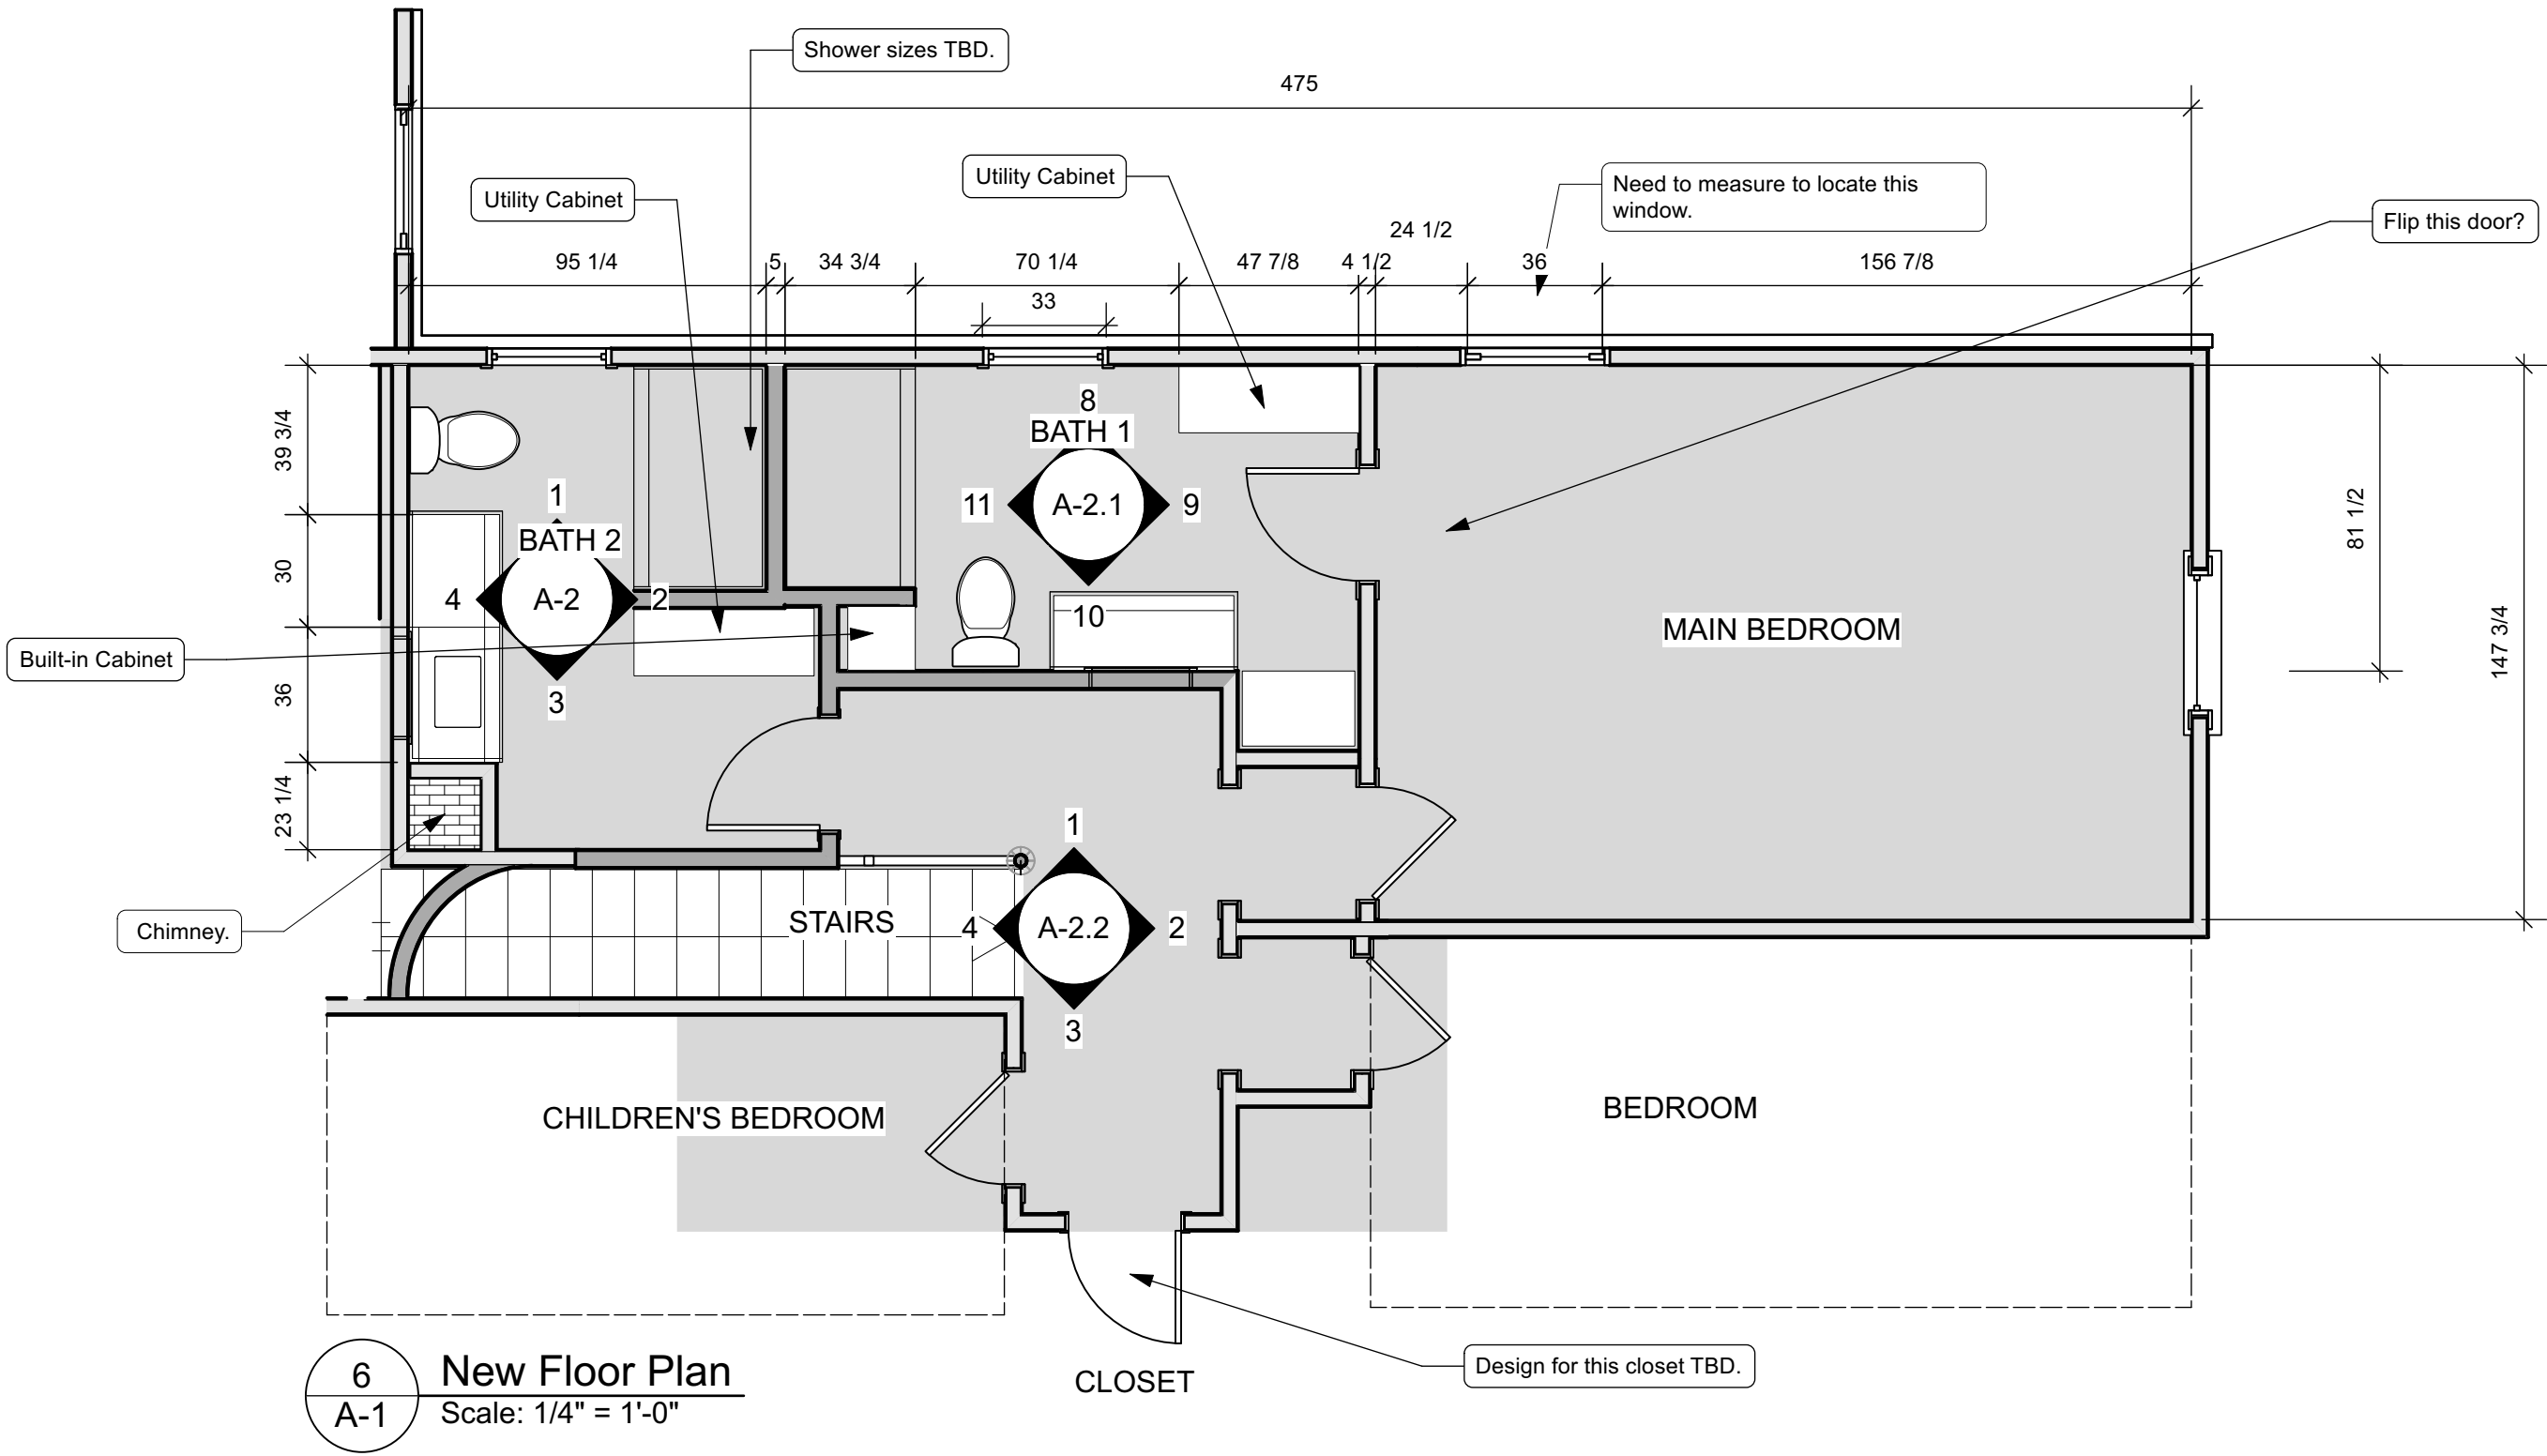 Shower sizes TBD.
475
Utility Cabinet
Utility Cabinet
Need to measure to locate this
window.
Flip this door?
24 1/2
95 1/4
5
34 3/4
70 1/4
47 7/8
4 1/2
36
156 7/8
33
39 3/4
30
36
23 1/4
81 1/2
147 3/4
8
BATH 1
11
A-2.1
9
10
1
BATH 2
4
A-2
2
3
MAIN BEDROOM
Built-in Cabinet
Chimney.
STAIRS
1
4
A-2.2
2
3
CHILDREN'S BEDROOM
BEDROOM
CLOSET
Design for this closet TBD.
6
A-1
New Floor Plan
Scale: 1/4" = 1'-0"